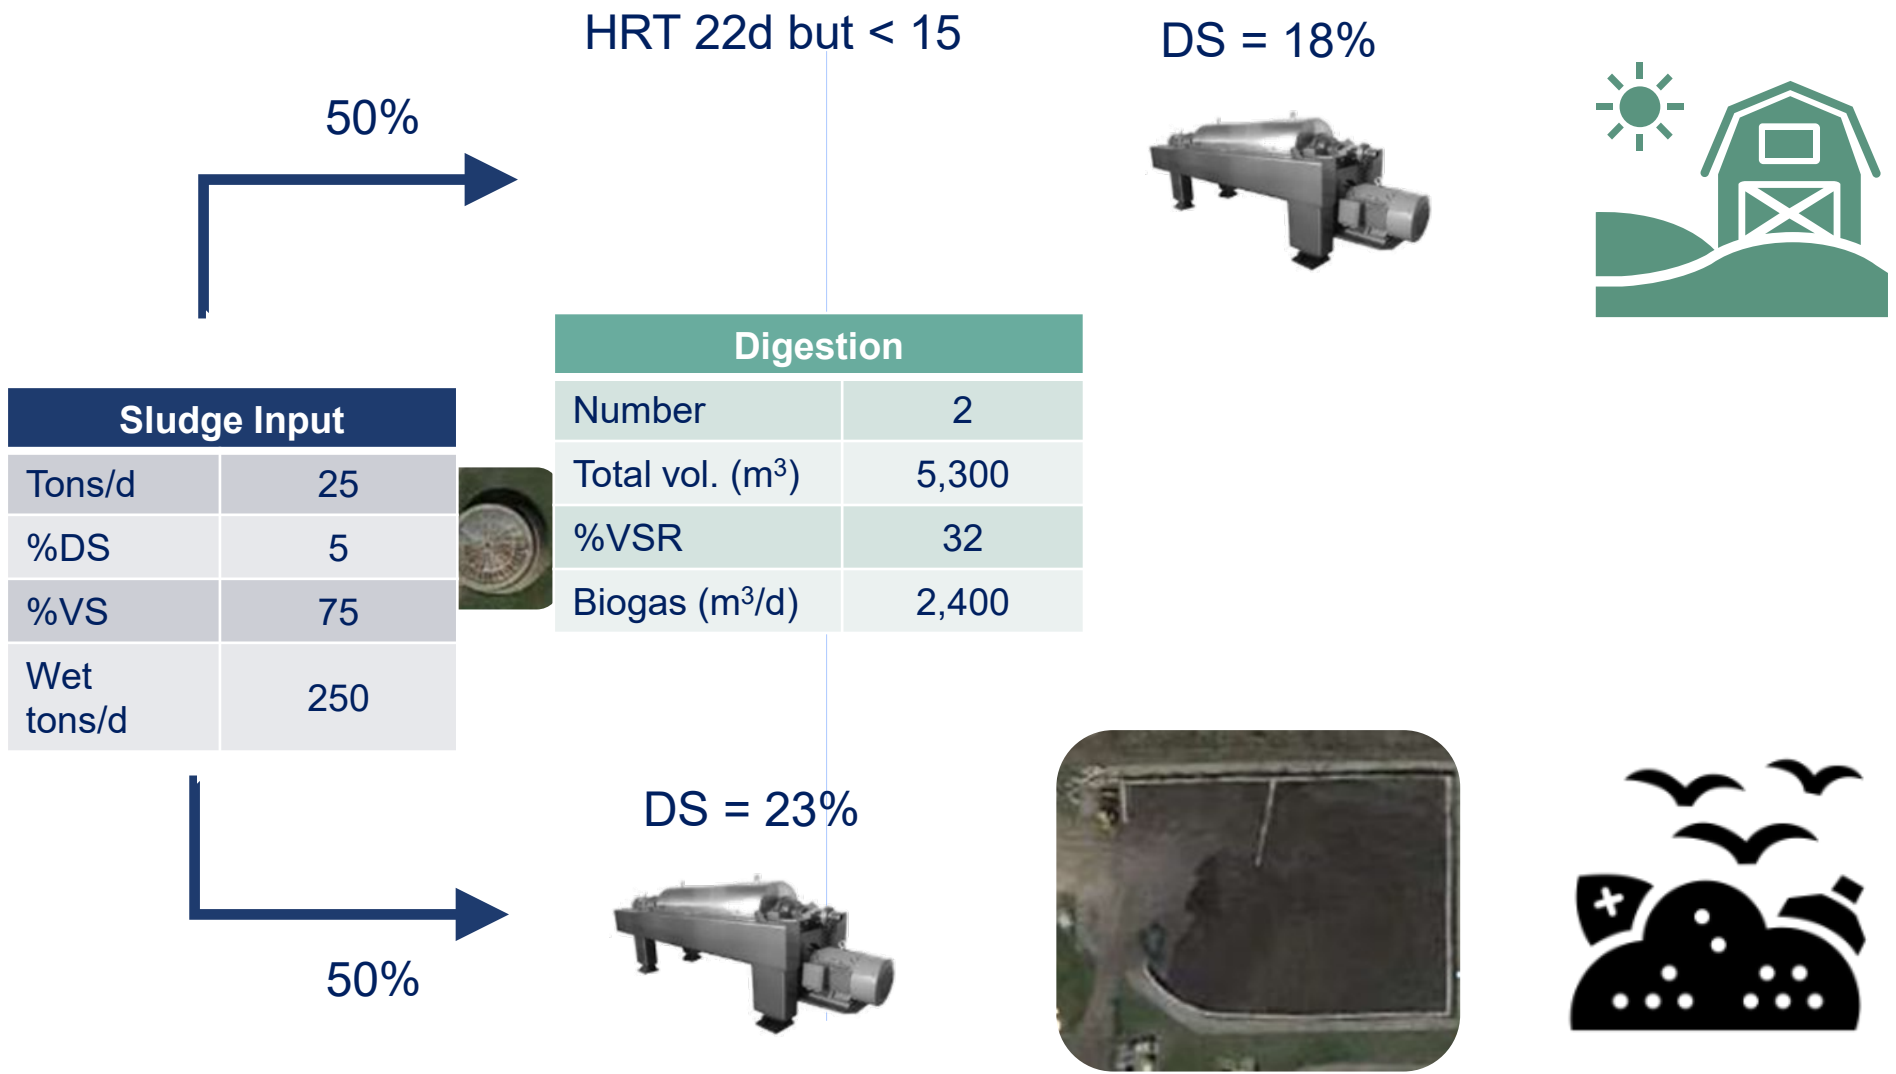 HRT 22d but < 15
DS = 18%
50%
Sludge Input
Tons/d 25
%DS 5
%VS 75
Wet
tons/d 250
Digestion
Number 2
Total vol. (m³) 5,300
%VSR 32
Biogas (m³/d) 2,400
DS = 23%
50%